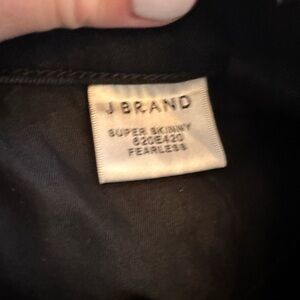 J BRAND
SUPER SKINNY
620E420
FEARLESS